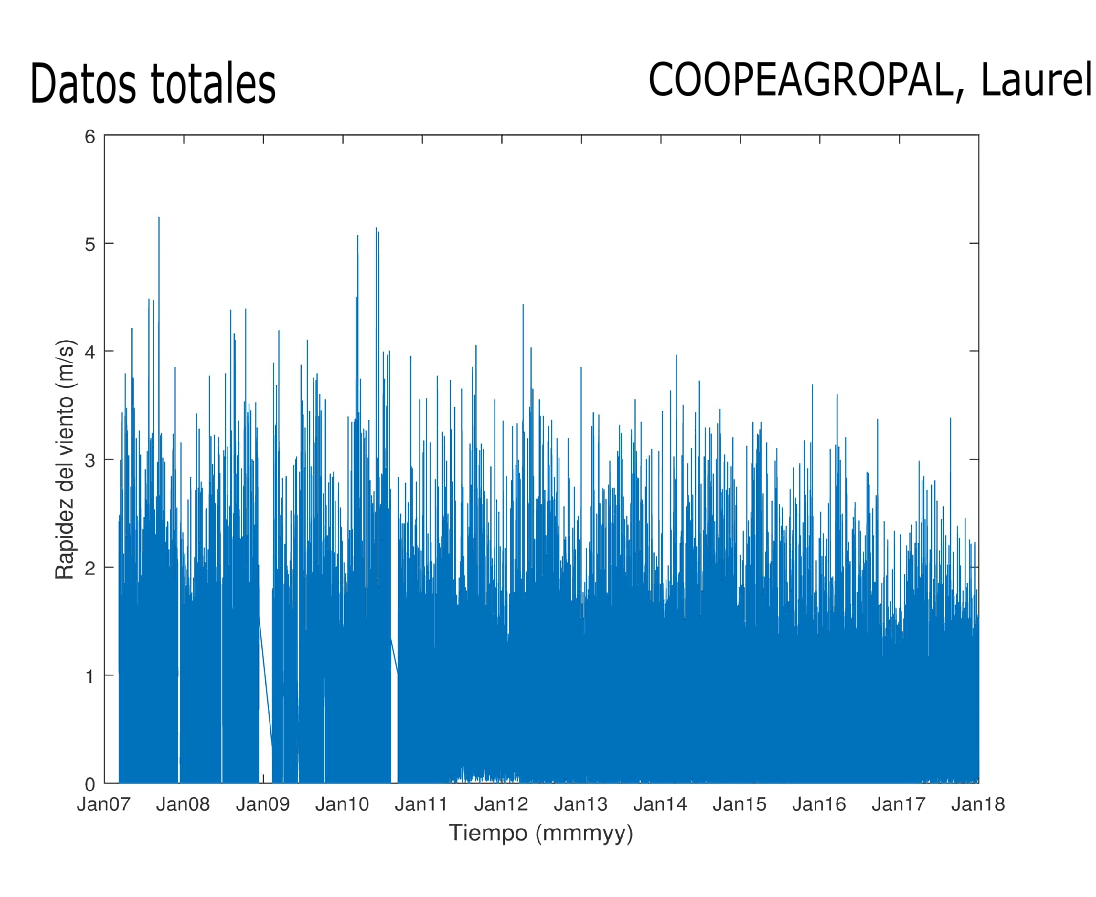 Datos totales
COOPEAGROPAL, Laurel
6
5
4
3
2
1
0
Rapidez del viento (m/s)
Jan07 Jan08 Jan09 Jan10 Jan11 Jan12 Jan13 Jan14 Jan15 Jan16 Jan17 Jan18
Tiempo (mmmyy)